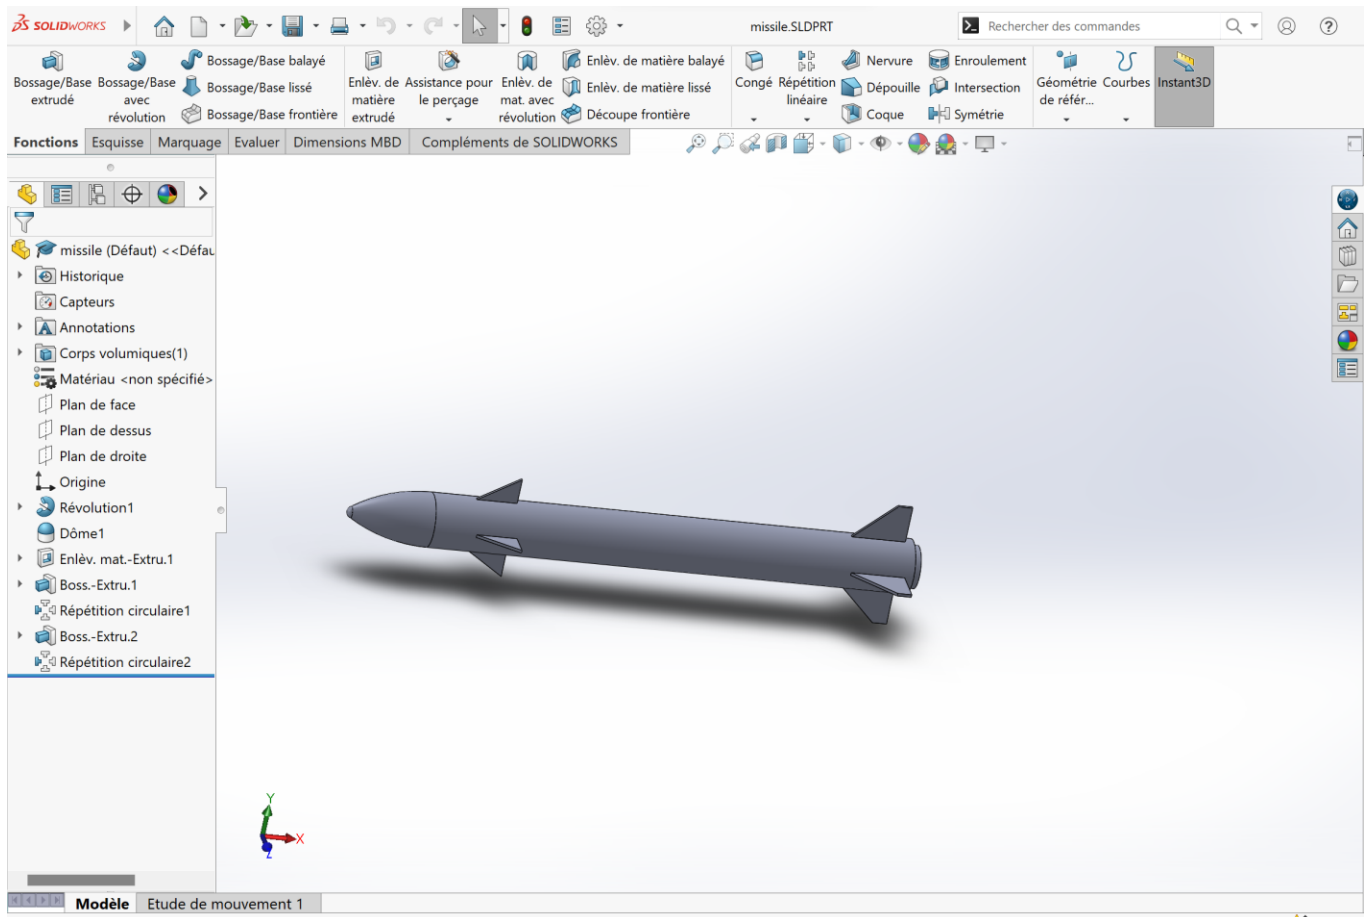 SOLIDWORKS
missile.SLDPRT
Rechercher des commandes
Bossage/Base extrudé
Bossage/Base avec révolution
Bossage/Base balayé
Bossage/Base lissé
Bossage/Base frontière
Enlèv. de matière extrudé
Assistance pour le perçage
Enlèv. de mat. avec révolution
Enlèv. de matière balayé
Enlèv. de matière lissé
Découpe frontière
Congé
Répétition linéaire
Nervure
Dépouille
Coque
Enroulement
Intersection
Symétrie
Géométrie de référ...
Courbes
Instant3D
Fonctions
Esquisse
Marquage
Evaluer
Dimensions MBD
Compléments de SOLIDWORKS
missile (Défaut) <<Défau
Historique
Capteurs
Annotations
Corps volumiques(1)
Matériau <non spécifié>
Plan de face
Plan de dessus
Plan de droite
Origine
Révolution1
Dôme1
Enlèv. mat.-Extru.1
Boss.-Extru.1
Répétition circulaire1
Boss.-Extru.2
Répétition circulaire2
Y
X
Z
Modèle
Etude de mouvement 1